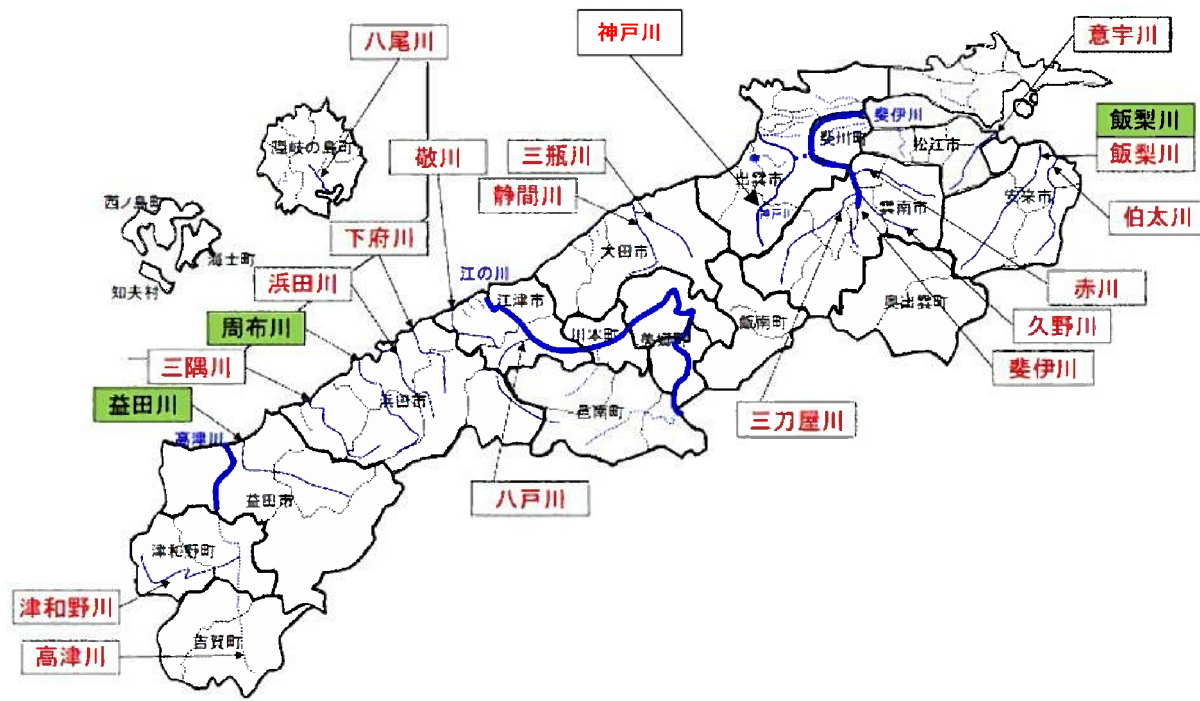 八尾川
神戸川
意宇川
飯梨川
飯梨川
伯太川
斐伊川
斐川町
松江市
隠岐の島町
敬川
三瓶川
静間川
出雲市
神戸川
雲南市
安来市
西ノ島町
海士町
知夫村
下府川
大田市
浜田川
江の川
江津市
赤川
奥出雲町
周布川
川本町
美郷町
飯南町
久野川
三隅川
斐伊川
益田川
浜田市
邑南町
三刀屋川
高津川
益田市
八戸川
津和野町
津和野川
吉賀町
高津川